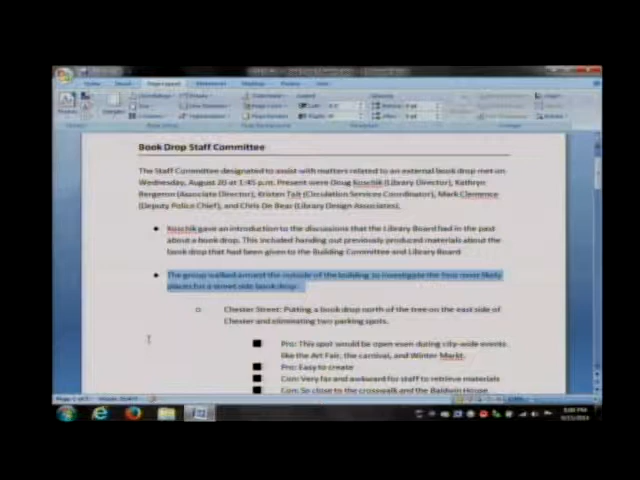 Book Drop Staff Committee
The Staff Committee designated to assist with matters related to an external book drop met on
Wednesday, August 20 at 1:45 p.m. Present were Doug Koschik (Library Director), Kathryn
Bergeron (Associate Director), Kristen Tait (Circulation Services Coordinator), Mark Clemence
(Deputy Police Chief), and Chris De Bear (Library Design Associates).
Koschik gave an introduction to the discussions that the Library Board had in the past
about a book drop. This included handing out previously produced materials about the
book drop that had been given to the Building Committee and Library Board
The group walked around the outside of the building to investigate the four most likely
places for a street side book drop.
Chester Street: Putting a book drop north of the tree on the east side of
Chester and eliminating two parking spots.
Pro: This spot would be open even during city-wide events
like the Art Fair, the carnival, and Winter Markt.
Pro: Easy to create
Con: Very far and awkward for staff to retrieve materials
Con: So close to the crosswalk and the Baldwin House